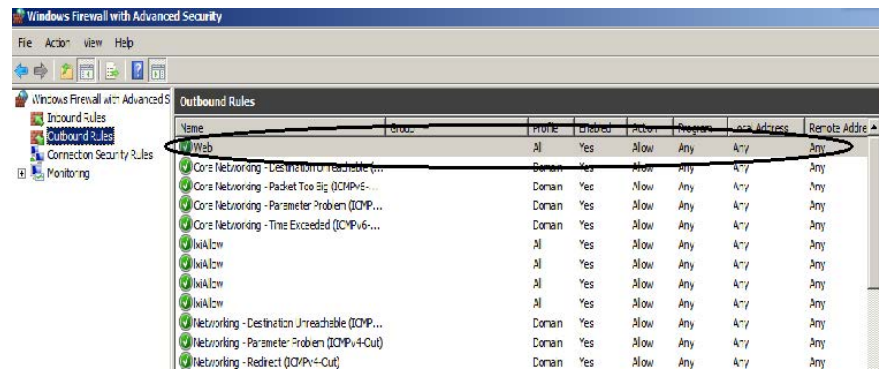 Windows Firewall with Advanced Security
File Action View Help
Windows Firewall with Advanced S
Inbound Rules
Outbound Rules
Connection Security Rules
Monitoring
Outbound Rules
Name Group Profile Enabled Action Program Local Address Remote Addre
Web All Yes Allow Any Any Any
Core Networking - Destination Unreachable (... Domain Yes Allow Any Any Any
Core Networking - Packet Too Big (ICMPv6-... Domain Yes Allow Any Any Any
Core Networking - Parameter Problem (ICMP... Domain Yes Allow Any Any Any
Core Networking - Time Exceeded (ICMPv6-... Domain Yes Allow Any Any Any
IxiAllow All Yes Allow Any Any Any
IxiAllow All Yes Allow Any Any Any
IxiAllow All Yes Allow Any Any Any
IxiAllow All Yes Allow Any Any Any
Networking - Destination Unreachable (ICMP... Domain Yes Allow Any Any Any
Networking - Parameter Problem (ICMPv4-Out) Domain Yes Allow Any Any Any
Networking - Redirect (ICMPv4-Out) Domain Yes Allow Any Any Any